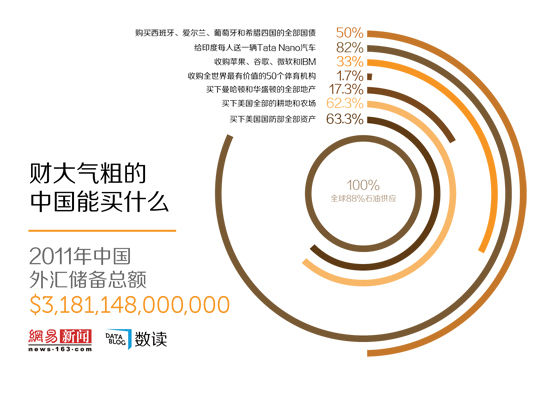 购买西班牙、爱尔兰、葡萄牙和希腊四国的全部国债 50%
给印度每人送一辆Tata Nano汽车 82%
收购苹果、谷歌、微软和IBM 33%
收购全世界最有价值的50个体育机构 1.7%
买下曼哈顿和华盛顿的全部地产 17.3%
买下美国全部的耕地和农场 62.3%
买下美国国防部全部资产 63.3%
100%
全球88%石油供应
财大气粗的
中国能买什么
2011年中国
外汇储备总额
$3,181,148,000,000
網易 新闻
news·163·com
DATA
BLOG
数读